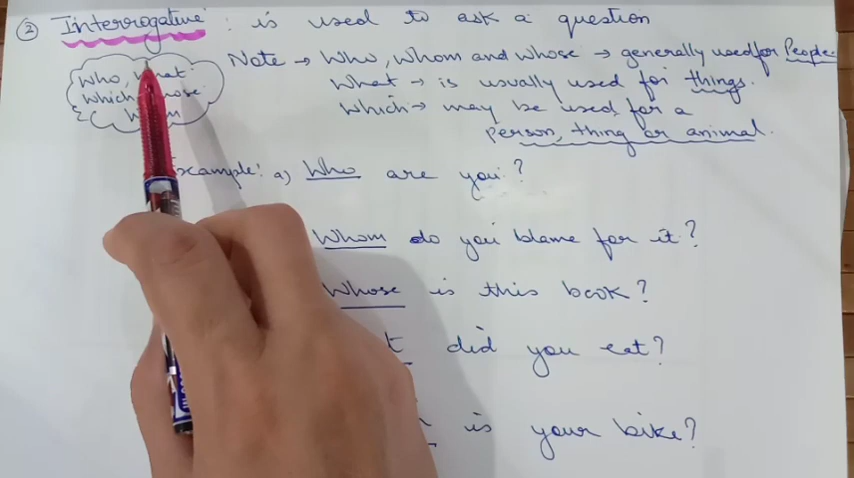 ② Interrogative : is used to ask a question
Note → Who, Whom and Whose → generally used for People.
What → is usually used for things.
Which → may be used for a
Person, thing or animal.
Who, What
Which
Example: a) Who are you?
Whom do you blame for it?
Whose is this book?
did you eat?
is your bike?